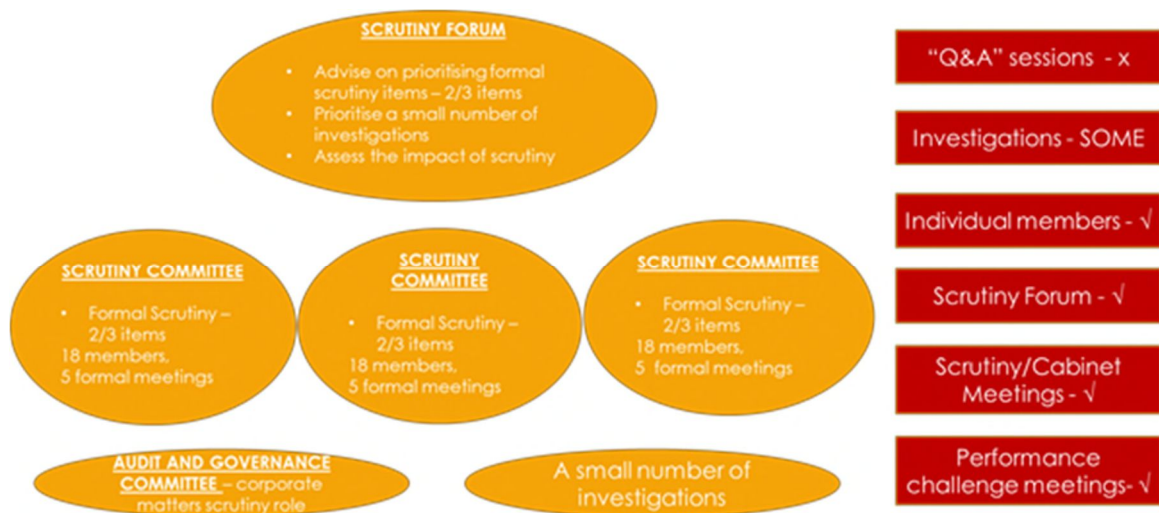 SCRUTINY FORUM
• Advise on prioritising formal
scrutiny items – 2/3 items
• Prioritise a small number of
investigations
• Assess the impact of scrutiny
SCRUTINY COMMITTEE
• Formal Scrutiny –
2/3 items
18 members,
5 formal meetings
SCRUTINY
COMMITTEE
• Formal Scrutiny –
2/3 items
18 members,
5 formal meetings
SCRUTINY COMMITTEE
• Formal Scrutiny –
2/3 items
18 members,
5 formal meetings
AUDIT AND GOVERNANCE
COMMITTEE – corporate
matters scrutiny role
A small number of
investigations
“Q&A” sessions - x
Investigations - SOME
Individual members - √
Scrutiny Forum - √
Scrutiny/Cabinet
Meetings - √
Performance
challenge meetings- √